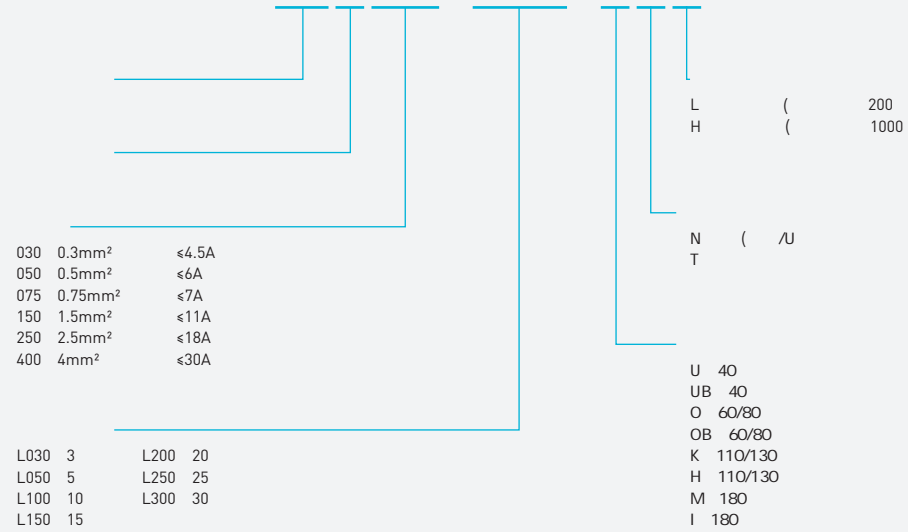 L ( 200
H ( 1000
N ( /U
T
030 0.3mm² ≤4.5A
050 0.5mm² ≤6A
075 0.75mm² ≤7A
150 1.5mm² ≤11A
250 2.5mm² ≤18A
400 4mm² ≤30A
U 40
UB 40
O 60/80
OB 60/80
K 110/130
H 110/130
M 180
I 180
L030 3 L200 20
L050 5 L250 25
L100 10 L300 30
L150 15